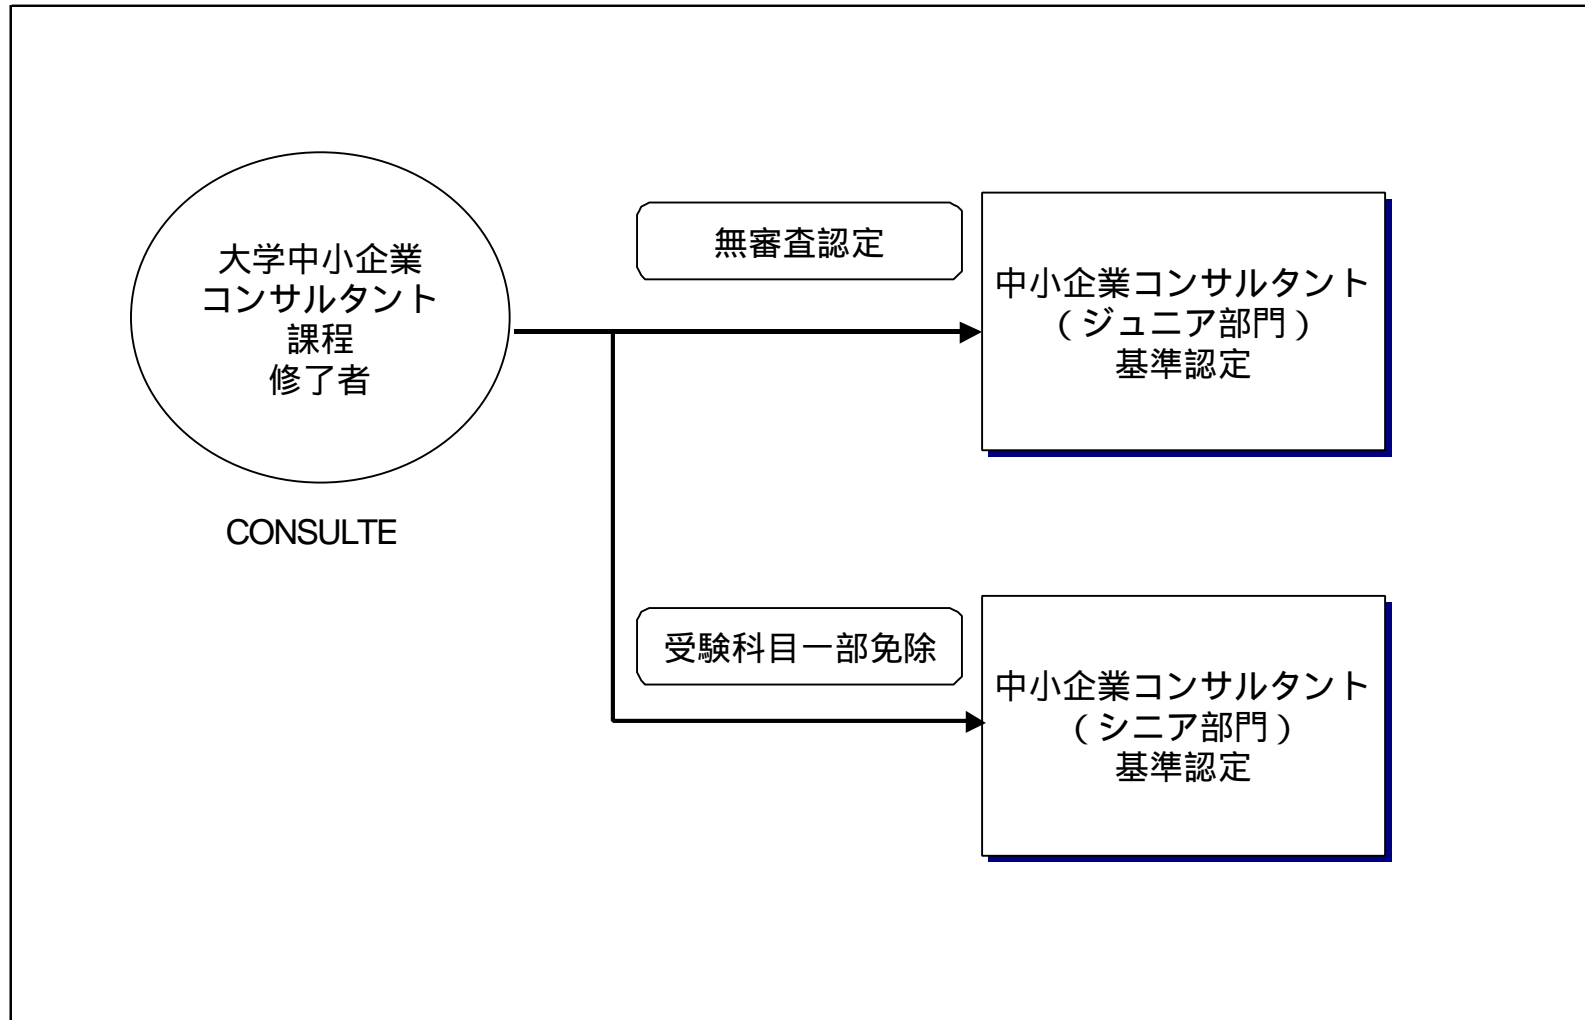 大学中小企業
コンサルタント
課程
修了者
CONSULTE
無審査認定
中小企業コンサルタント
（ジュニア部門）
基準認定
受験科目一部免除
中小企業コンサルタント
（シニア部門）
基準認定